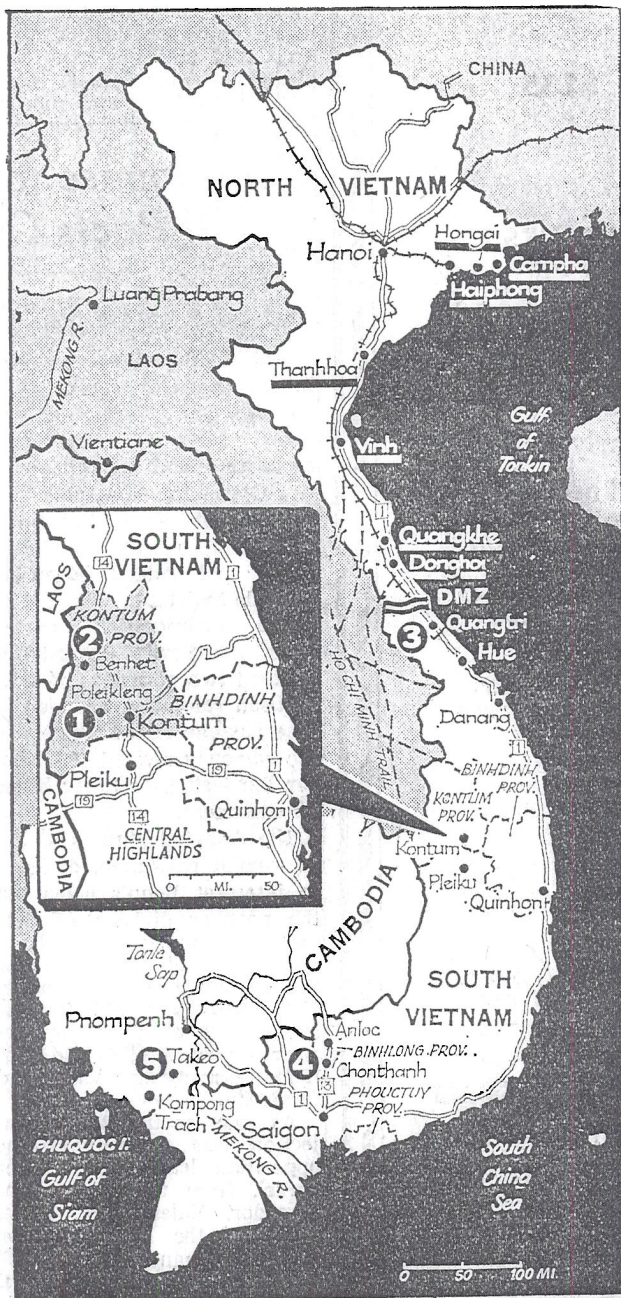 CHINA
NORTH VIETNAM
Hongai
Hanoi
Campha
Haiphong
Luang Prabang
MEKONG R.
LAOS
Thanhhoa
Gulf
of
Tonkin
Vientiane
Vinh
1
Quangkhe
Donghoi
DMZ
3
Quangtri
Hue
HO CHI MINH TRAIL
Danang
1
BINHDINH
PROV.
KONTUM
PROV.
Kontum
Pleiku
Quinhon
SOUTH
VIETNAM
14
1
LAOS
KONTUM
PROV.
2
Benhet
Poleikleng
1
Kontum
BINHDINH
PROV.
Pleiku
19
1
19
Quinhon
14
CAMBODIA
CENTRAL
HIGHLANDS
0 MI. 50
CAMBODIA
Tonle
Sap
SOUTH
VIETNAM
Pnompenh
Anloc
BINHLONG PROV.
5
Takeo
4
Chonthanh
13
PHOUCTUY
PROV.
1
Kompong
Trach
Saigon
MEKONG R.
PHUQUOC I.
Gulf of
Siam
South
China
Sea
0 50 100 MI.